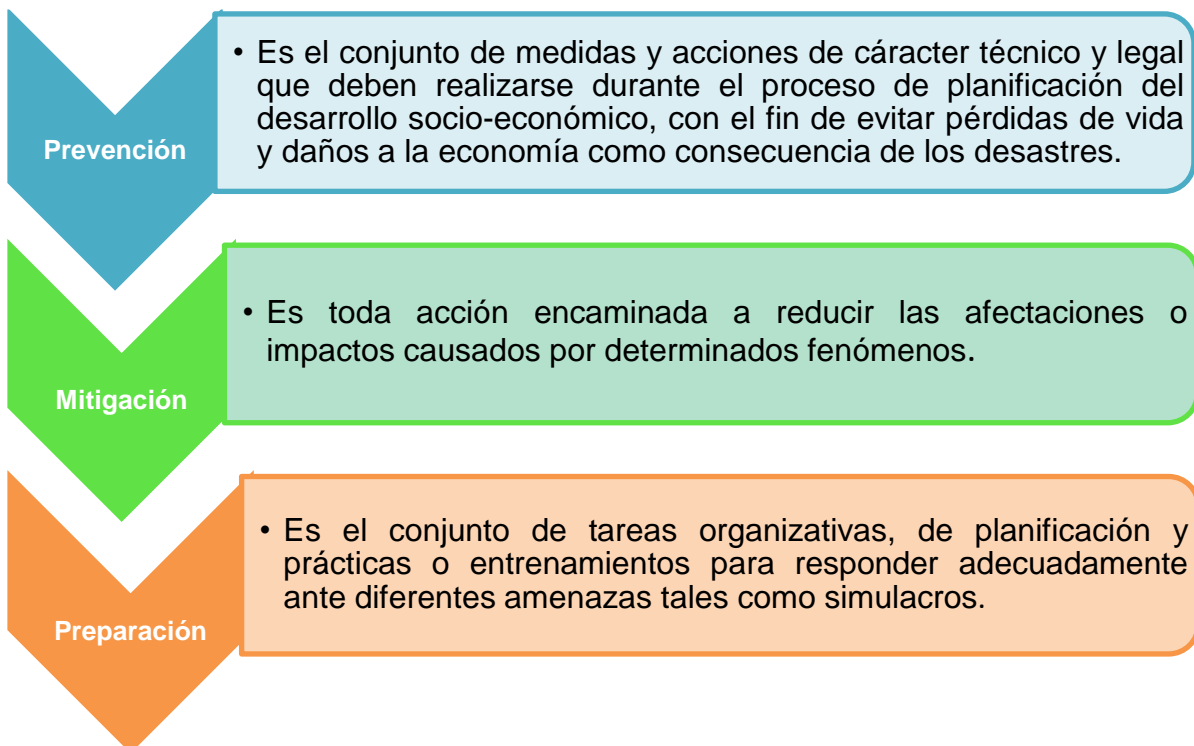 Prevención
• Es el conjunto de medidas y acciones de cáracter técnico y legal
que deben realizarse durante el proceso de planificación del
desarrollo socio-económico, con el fin de evitar pérdidas de vida
y daños a la economía como consecuencia de los desastres.
Mitigación
• Es toda acción encaminada a reducir las afectaciones o
impactos causados por determinados fenómenos.
Preparación
• Es el conjunto de tareas organizativas, de planificación y
prácticas o entrenamientos para responder adecuadamente
ante diferentes amenazas tales como simulacros.